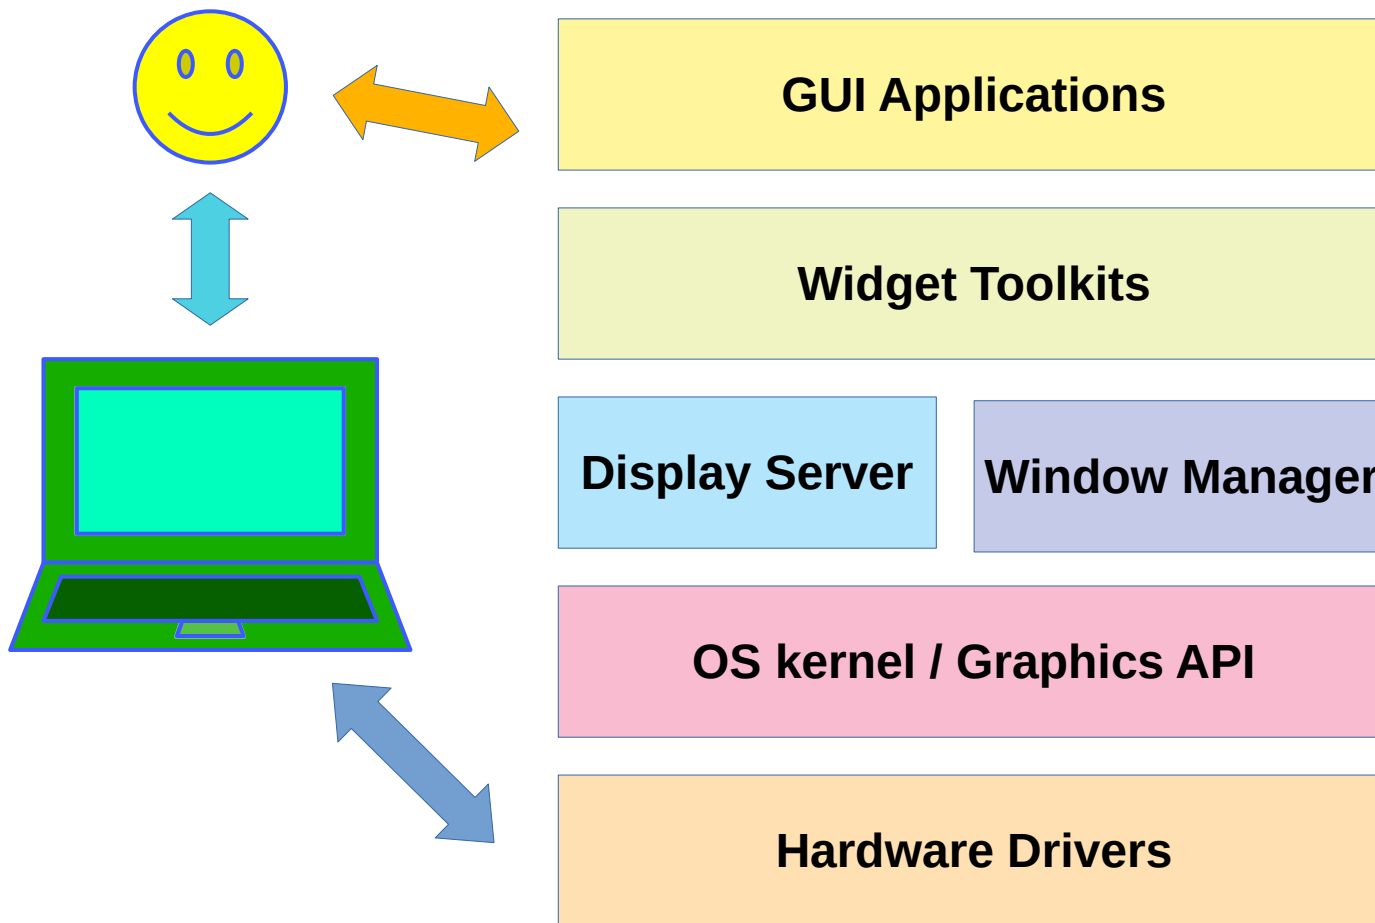 GUI Applications
Widget Toolkits
Display Server
Window Manager
OS kernel / Graphics API
Hardware Drivers